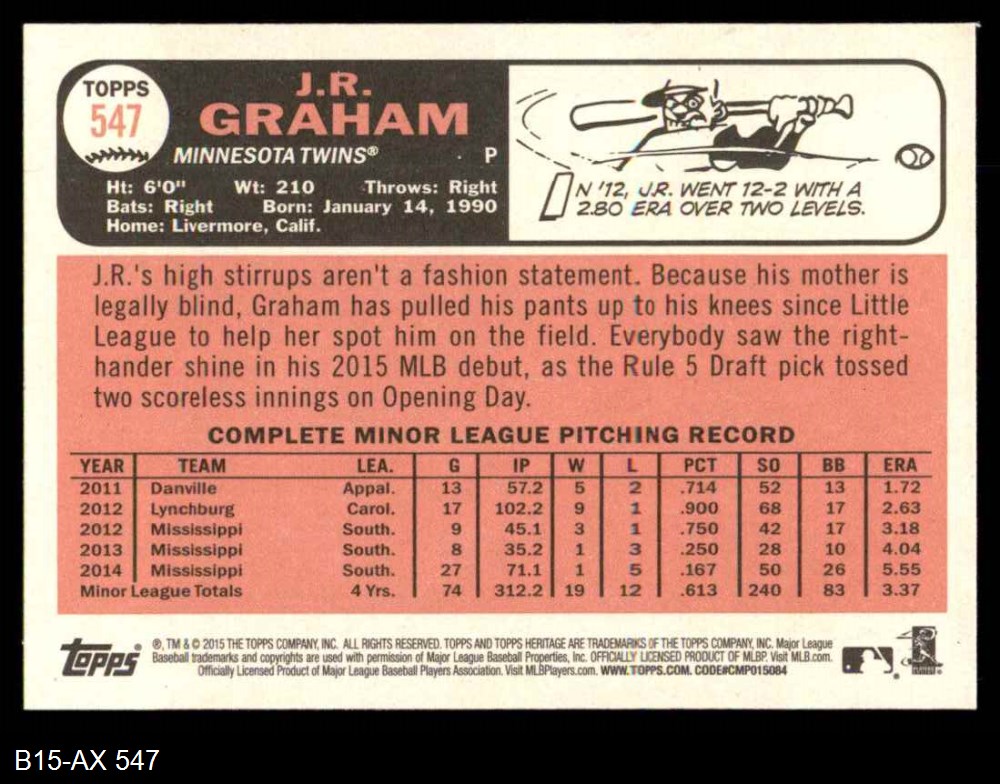 TOPPS
547
J.R.
GRAHAM
MINNESOTA TWINS® P
Ht: 6'0" Wt: 210 Throws: Right
Bats: Right Born: January 14, 1990
Home: Livermore, Calif.
IN '12, J.R. WENT 12-2 WITH A
2.80 ERA OVER TWO LEVELS.
J.R.'s high stirrups aren't a fashion statement. Because his mother is
legally blind, Graham has pulled his pants up to his knees since Little
League to help her spot him on the field. Everybody saw the right-
hander shine in his 2015 MLB debut, as the Rule 5 Draft pick tossed
two scoreless innings on Opening Day.
COMPLETE MINOR LEAGUE PITCHING RECORD
YEAR TEAM LEA. G IP W L PCT SO BB ERA
2011 Danville Appal. 13 57.2 5 2 .714 52 13 1.72
2012 Lynchburg Carol. 17 102.2 9 1 .900 68 17 2.63
2012 Mississippi South. 9 45.1 3 1 .750 42 17 3.18
2013 Mississippi South. 8 35.2 1 3 .250 28 10 4.04
2014 Mississippi South. 27 71.1 1 5 .167 50 26 5.55
Minor League Totals 4 Yrs. 74 312.2 19 12 .613 240 83 3.37
Topps
®, TM & © 2015 THE TOPPS COMPANY, INC. ALL RIGHTS RESERVED. TOPPS AND TOPPS HERITAGE ARE TRADEMARKS OF THE TOPPS COMPANY, INC. Major League
Baseball trademarks and copyrights are used with permission of Major League Baseball Properties, Inc. OFFICIALLY LICENSED PRODUCT OF MLBP. Visit MLB.com.
Officially Licensed Product of Major League Baseball Players Association. Visit MLBPlayers.com. WWW.TOPPS.COM. CODE#CMP015084
B15-AX 547